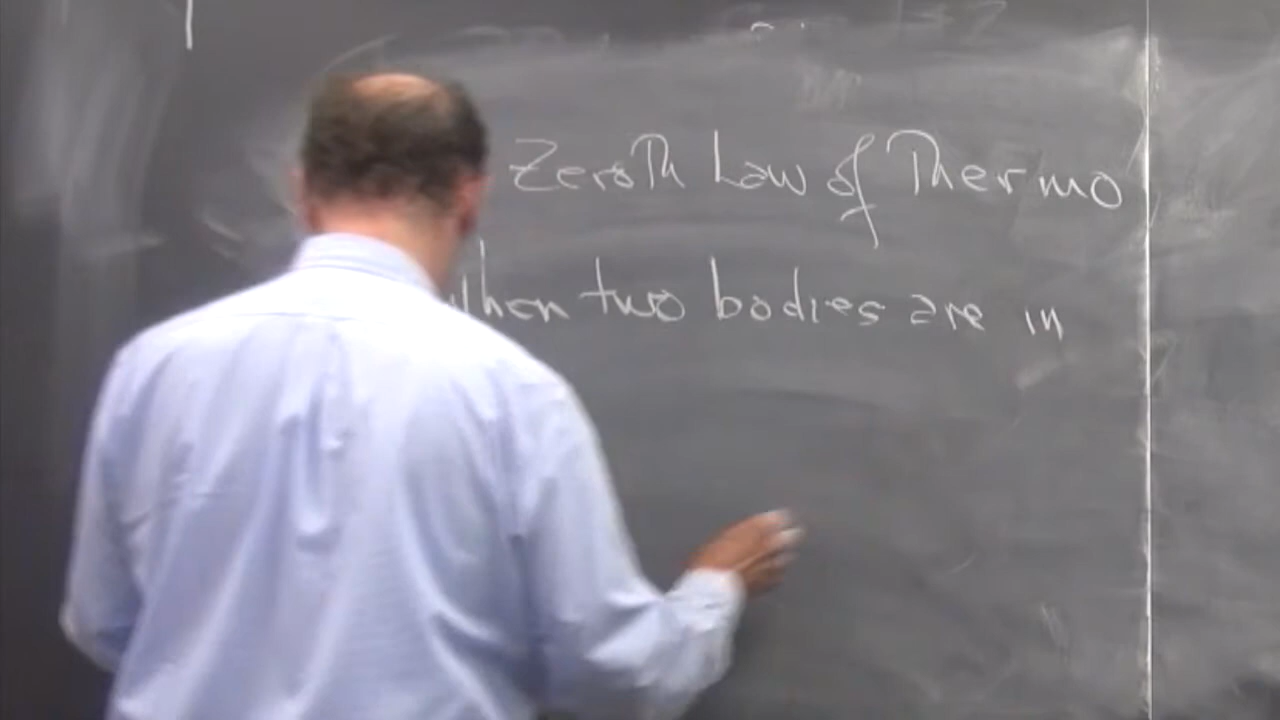 Zeroth Law of Thermo
When two bodies are in